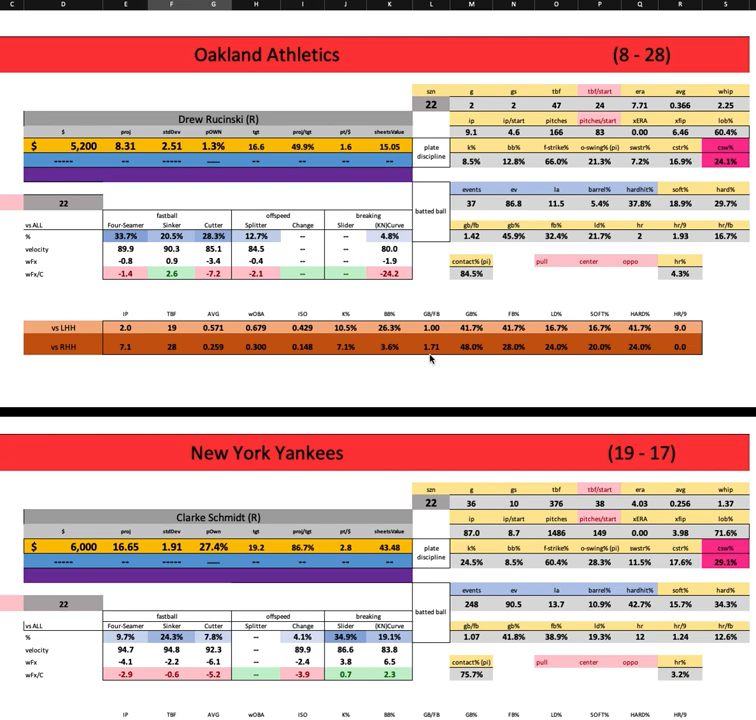 C D E F G H I J K L M N O P Q R S
Oakland Athletics (8 - 28)
szn g gs tbf tbf/start era avg whip
22 2 2 47 24 7.71 0.366 2.25
Drew Rucinski (R) ip ip/start pitches pitches/start xERA xfip lob%
9.1 4.6 166 83 0.00 6.46 60.4%
$ proj stdDev pOWN tgt proj/tgt pt/$ sheetsValue
$ 5,200 8.31 2.51 1.3% 16.6 49.9% 1.6 15.05 plate discipline k% bb% f-strike% o-swing% (pi) swstr% cstr% csw%
----- -- -- ___ -- -- -- -- 8.5% 12.8% 66.0% 21.3% 7.2% 16.9% 24.1%
batted ball events ev la barrel% hardhit% soft% hard%
22 37 86.8 11.5 5.4% 37.8% 18.9% 29.7%
fastball offspeed breaking gb/fb gb% fb% ld% hr hr/9 hr/fb
vs ALL Four-Seamer Sinker Cutter Splitter Change Slider (KN)Curve
% 33.7% 20.5% 28.3% 12.7% -- -- 4.8% 1.42 45.9% 32.4% 21.7% 2 1.93 16.7%
velocity 89.9 90.3 85.1 84.5 -- -- 80.0
wFx -0.8 0.9 -3.4 -0.4 -- -- -1.9 contact% (pi) pull center oppo hr%
wFx/C -1.4 2.6 -7.2 -2.1 -- -- -24.2 84.5% 4.3%
IP TBF AVG wOBA ISO K% BB% GB/FB GB% FB% LD% SOFT% HARD% HR/9
vs LHH 2.0 19 0.571 0.679 0.429 10.5% 26.3% 1.00 41.7% 41.7% 16.7% 16.7% 41.7% 9.0
vs RHH 7.1 28 0.259 0.300 0.148 7.1% 3.6% 1.71 48.0% 28.0% 24.0% 20.0% 24.0% 0.0
New York Yankees (19 - 17)
szn g gs tbf tbf/start era avg whip
22 36 10 376 38 4.03 0.256 1.37
Clarke Schmidt (R) ip ip/start pitches pitches/start xERA xfip lob%
$ proj stdDev pOwn tgt proj/tgt pt/$ sheetsValue 87.0 8.7 1486 149 0.00 3.98 71.6%
$ 6,000 16.65 1.91 27.4% 19.2 86.7% 2.8 43.48 plate discipline k% bb% f-strike% o-swing% (pi) swstr% cstr% csw%
----- -- -- ___ -- -- -- -- 24.5% 8.5% 60.4% 28.3% 11.5% 17.6% 29.1%
batted ball events ev la barrel% hardhit% soft% hard%
22 248 90.5 13.7 10.9% 42.7% 15.7% 34.3%
fastball offspeed breaking gb/fb gb% fb% ld% hr hr/9 hr/fb
vs ALL Four-Seamer Sinker Cutter Splitter Change Slider (KN)Curve
% 9.7% 24.3% 7.8% -- 4.1% 34.9% 19.1% 1.07 41.8% 38.9% 19.3% 12 1.24 12.6%
velocity 94.7 94.8 92.3 -- 89.9 86.6 83.8
wFx -4.1 -2.2 -6.1 -- -2.4 3.8 6.5 contact% (pi) pull center oppo hr%
wFx/C -2.9 -0.6 -5.2 -- -3.9 0.7 2.3 75.7% 3.2%
IP TBF AVG wOBA ISO K% BB% GB/FB GB% FB% LD% SOFT% HARD% HR/9